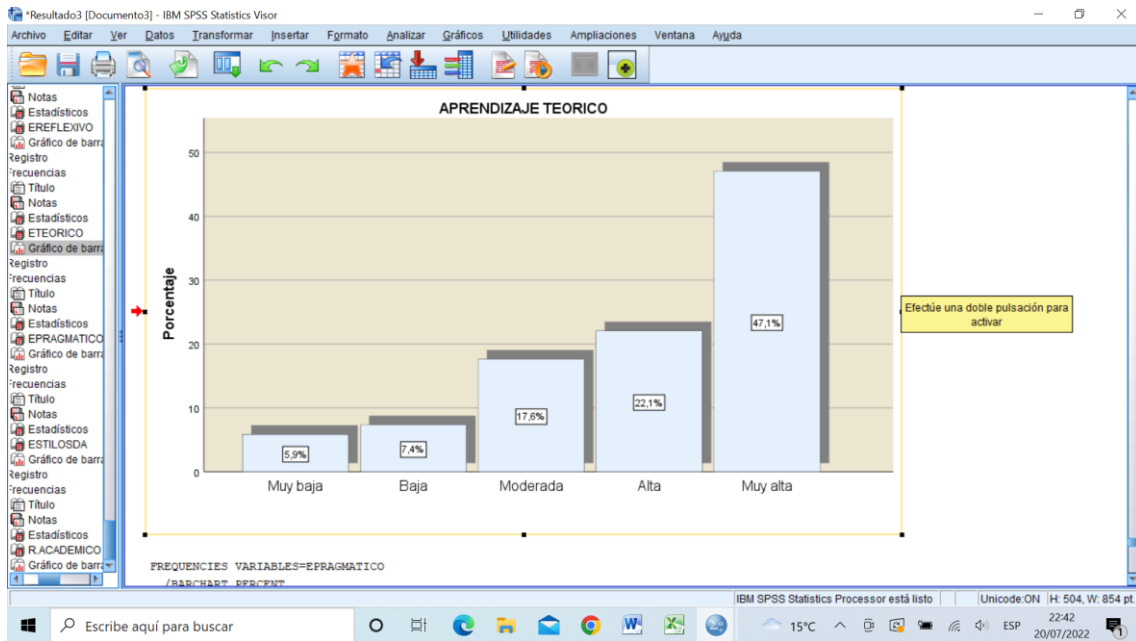 *Resultado3 [Documento3] - IBM SPSS Statistics Visor
Archivo Editar Ver Datos Transformar Insertar Formato Analizar Gráficos Utilidades Ampliaciones Ventana Ayuda
Notas
Estadísticos
EREFLEXIVO
Gráfico de barra
Registro
Frecuencias
Título
Notas
Estadísticos
ETEORICO
Gráfico de barra
Registro
Frecuencias
Título
Notas
Estadísticos
EPRAGMATICO
Gráfico de barra
Registro
Frecuencias
Título
Notas
Estadísticos
ESTILOSDA
Gráfico de barra
Registro
Frecuencias
Título
Notas
Estadísticos
R.ACADEMICO
Gráfico de barra
APRENDIZAJE TEORICO
Porcentaje
50
40
30
20
10
0
5,9%
7,4%
17,6%
22,1%
47,1%
Muy baja Baja Moderada Alta Muy alta
Efectúe una doble pulsación para
activar
FREQUENCIES VARIABLES=EPRAGMATICO
/BARCHART PERCENT
IBM SPSS Statistics Processor está listo Unicode:ON H: 504, W: 854 pt.
Escribe aquí para buscar
15°C
ESP
22:42
20/07/2022
1